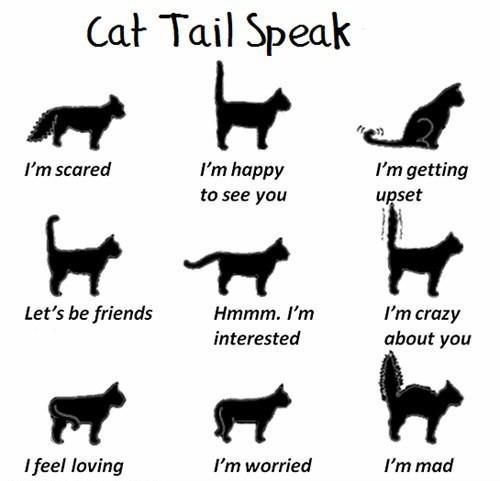 Cat Tail Speak
I'm scared
I'm happy
to see you
I'm getting
upset
Let's be friends
Hmmm. I'm
interested
I'm crazy
about you
I feel loving
I'm worried
I'm mad